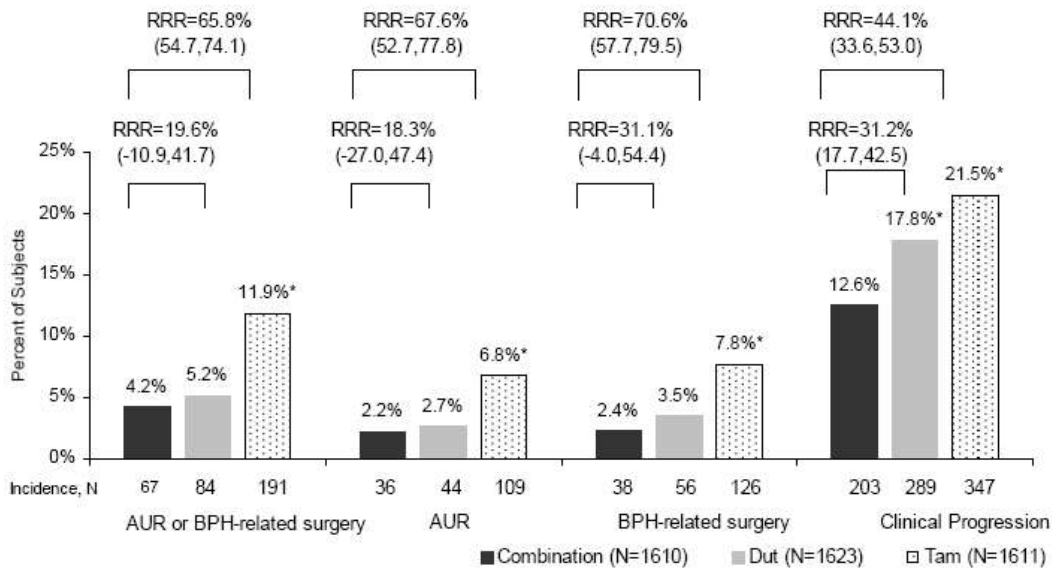 RRR=65.8% RRR=67.6% RRR=70.6% RRR=44.1%
(54.7,74.1) (52.7,77.8) (57.7,79.5) (33.6,53.0)
RRR=19.6% RRR=18.3% RRR=31.1% RRR=31.2%
(-10.9,41.7) (-27.0,47.4) (-4.0,54.4) (17.7,42.5)
25%
20%
15%
10%
5%
0%
Percent of Subjects
4.2% 5.2% 11.9%*
2.2% 2.7% 6.8%*
2.4% 3.5% 7.8%*
12.6% 17.8%* 21.5%*
Incidence, N 67 84 191 36 44 109 38 56 126 203 289 347
AUR or BPH-related surgery AUR BPH-related surgery Clinical Progression
Combination (N=1610) Dut (N=1623) Tam (N=1611)